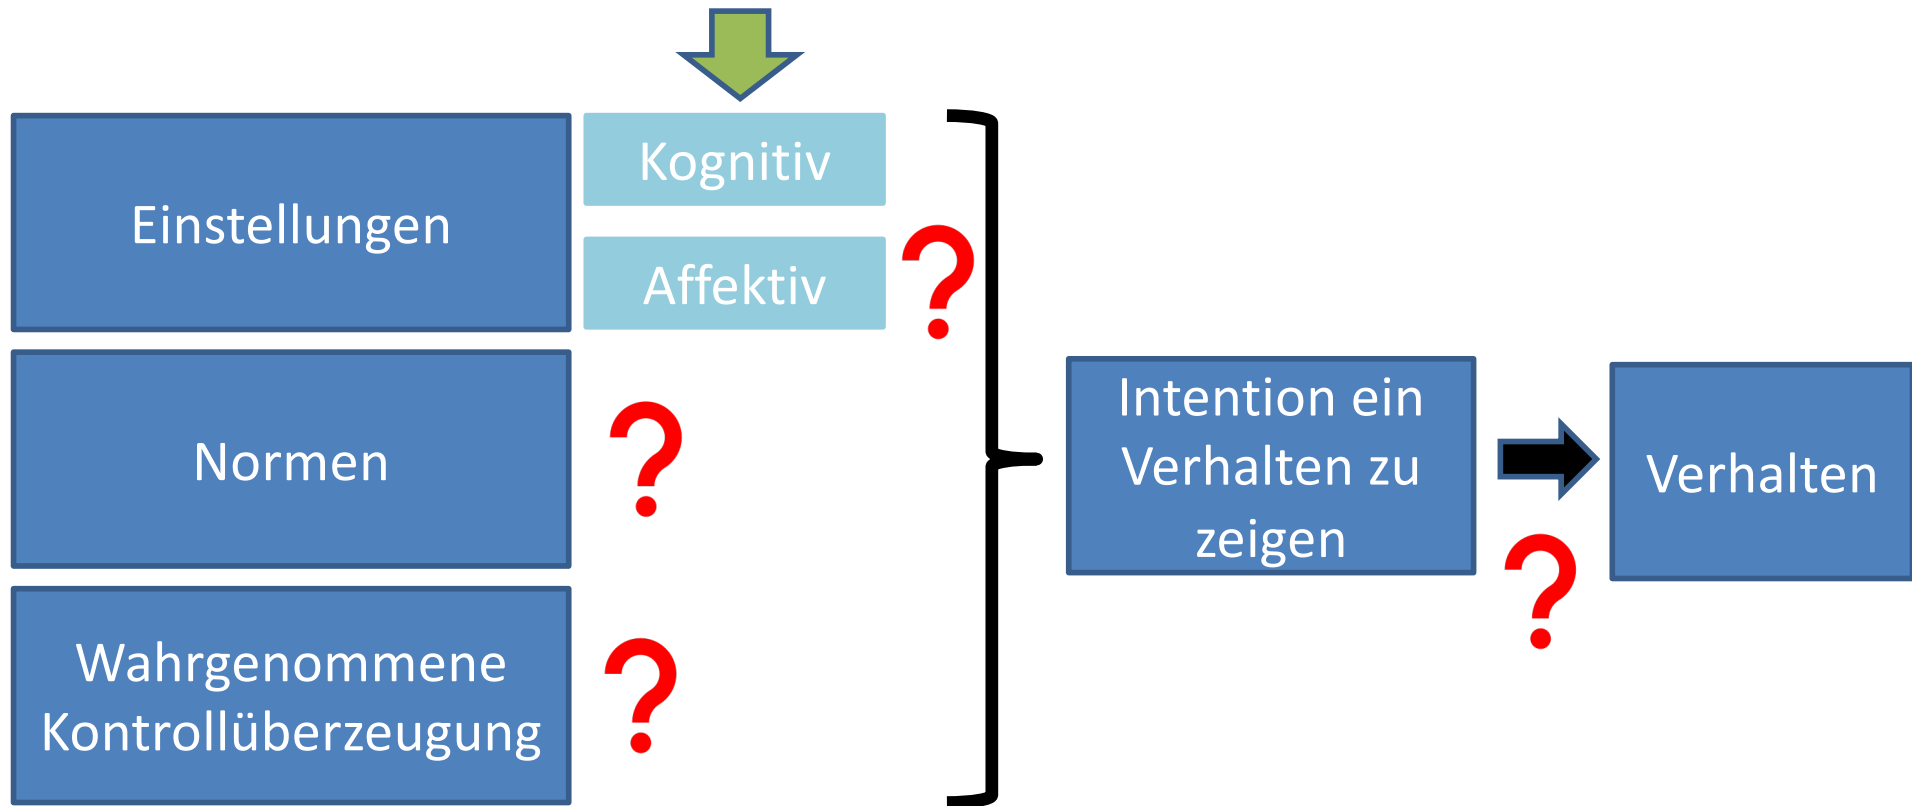 Kognitiv
Einstellungen
Affektiv
?
Normen
?
Wahrgenommene
Kontrollüberzeugung
?
Intention ein
Verhalten zu
zeigen
?
Verhalten